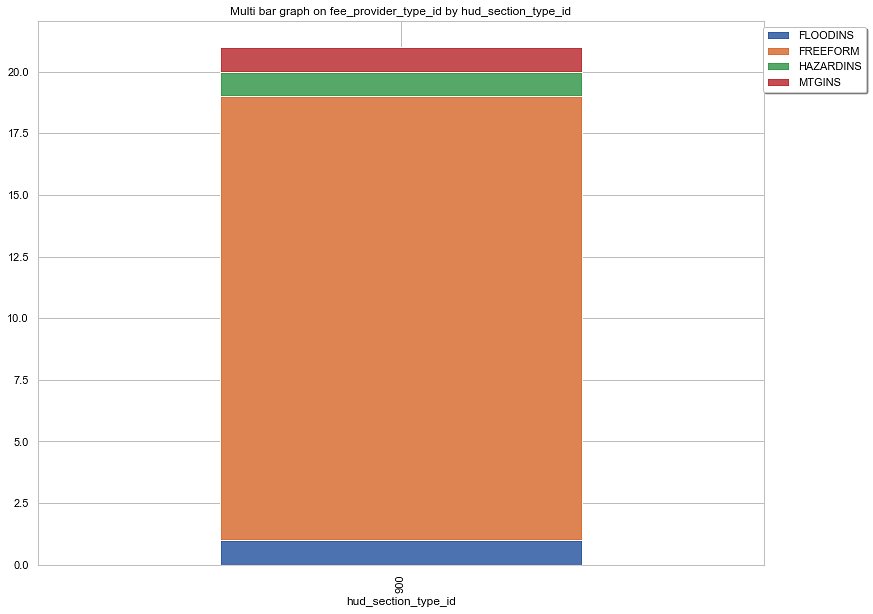 Multi bar graph on fee_provider_type_id by hud_section_type_id
FLOODINS
FREEFORM
HAZARDINS
MTGINS
20.0
17.5
15.0
12.5
10.0
7.5
5.0
2.5
0.0
900
hud_section_type_id